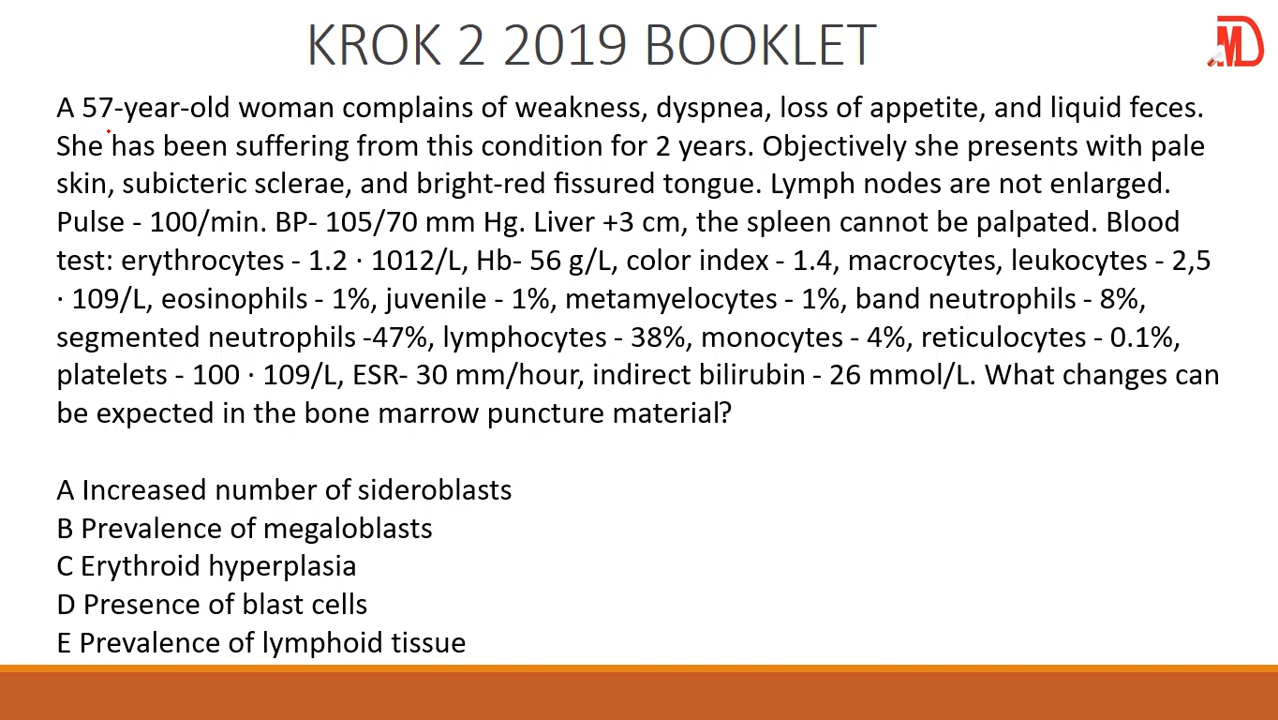 KROK 2 2019 BOOKLET
MD
A 57-year-old woman complains of weakness, dyspnea, loss of appetite, and liquid feces.
She has been suffering from this condition for 2 years. Objectively she presents with pale
skin, subicteric sclerae, and bright-red fissured tongue. Lymph nodes are not enlarged.
Pulse - 100/min. BP- 105/70 mm Hg. Liver +3 cm, the spleen cannot be palpated. Blood
test: erythrocytes - 1.2 · 1012/L, Hb- 56 g/L, color index - 1.4, macrocytes, leukocytes - 2,5
· 109/L, eosinophils - 1%, juvenile - 1%, metamyelocytes - 1%, band neutrophils - 8%,
segmented neutrophils -47%, lymphocytes - 38%, monocytes - 4%, reticulocytes - 0.1%,
platelets - 100 · 109/L, ESR- 30 mm/hour, indirect bilirubin - 26 mmol/L. What changes can
be expected in the bone marrow puncture material?
A Increased number of sideroblasts
B Prevalence of megaloblasts
C Erythroid hyperplasia
D Presence of blast cells
E Prevalence of lymphoid tissue